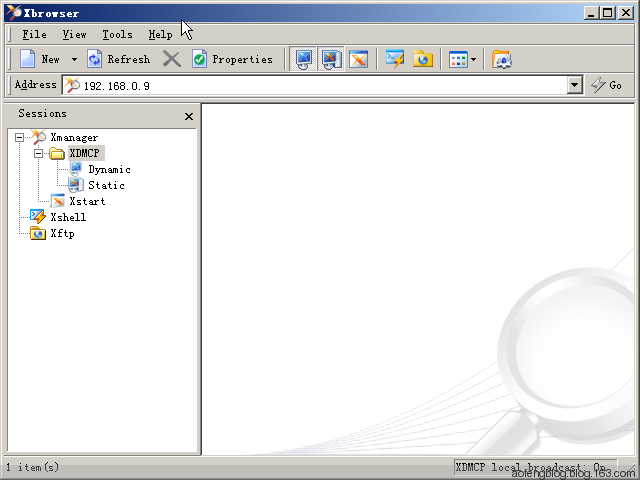 Xbrowser
File View Tools Help
New Refresh Properties
Address 192.168.0.9 Go
Sessions
Xmanager
XDMCP
Dynamic
Static
Xstart
Xshell
Xftp
1 item(s) XDMCP local broadcast: On
aofengblog.blog.163.com